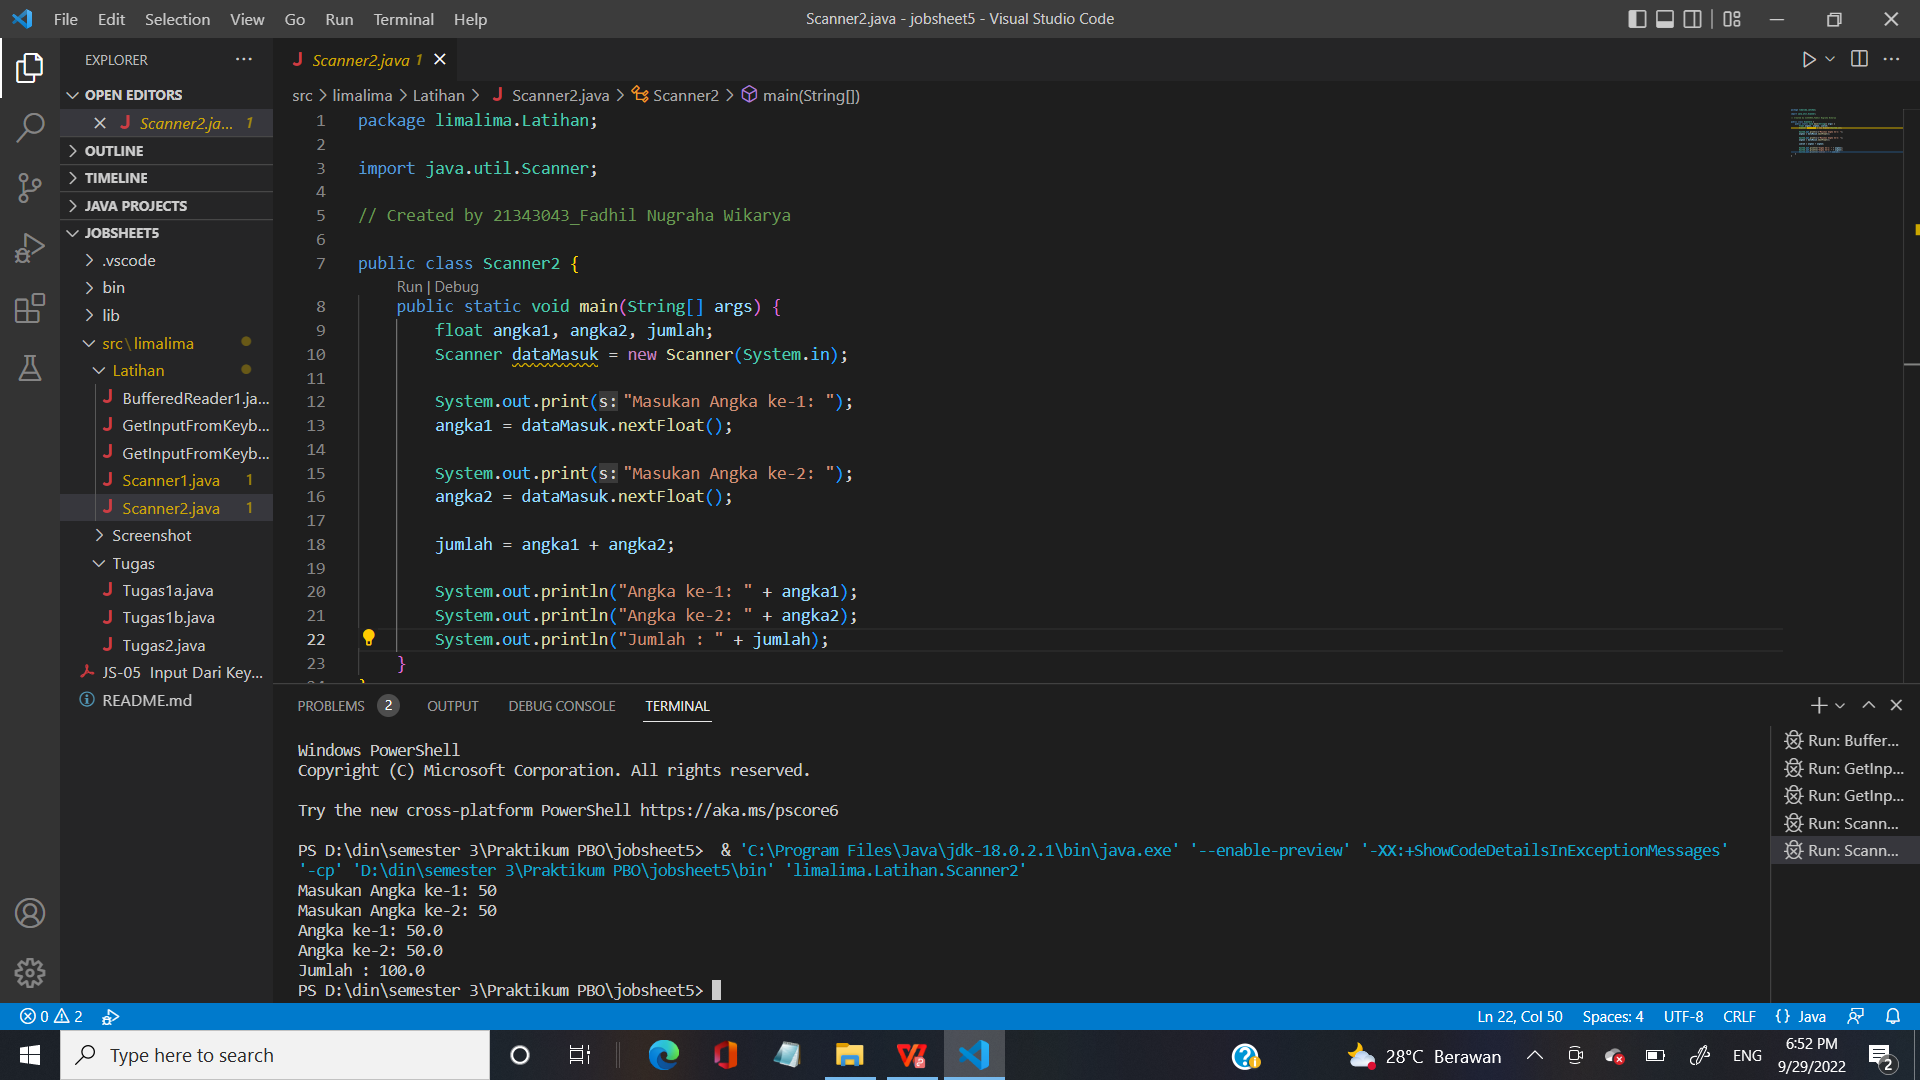 File Edit Selection View Go Run Terminal Help
Scanner2.java - jobsheet5 - Visual Studio Code
EXPLORER
OPEN EDITORS
Scanner2.ja... 1
OUTLINE
TIMELINE
JAVA PROJECTS
JOBSHEET5
.vscode
bin
lib
src\limalima
Latihan
BufferedReader1.ja...
GetInputFromKeyb...
GetInputFromKeyb...
Scanner1.java 1
Scanner2.java 1
Screenshot
Tugas
Tugas1a.java
Tugas1b.java
Tugas2.java
JS-05 Input Dari Key...
README.md
Scanner2.java 1
src > limalima > Latihan > Scanner2.java > Scanner2 > main(String[])
1 package limalima.Latihan;
2
3 import java.util.Scanner;
4
5 // Created by 21343043_Fadhil Nugraha Wikarya
6
7 public class Scanner2 {
Run | Debug
8 public static void main(String[] args) {
9 float angka1, angka2, jumlah;
10 Scanner dataMasuk = new Scanner(System.in);
11
12 System.out.print(s: "Masukan Angka ke-1: ");
13 angka1 = dataMasuk.nextFloat();
14
15 System.out.print(s: "Masukan Angka ke-2: ");
16 angka2 = dataMasuk.nextFloat();
17
18 jumlah = angka1 + angka2;
19
20 System.out.println("Angka ke-1: " + angka1);
21 System.out.println("Angka ke-2: " + angka2);
22 System.out.println("Jumlah : " + jumlah);
23 }
PROBLEMS 2 OUTPUT DEBUG CONSOLE TERMINAL
Windows PowerShell
Copyright (C) Microsoft Corporation. All rights reserved.
Try the new cross-platform PowerShell https://aka.ms/pscore6
PS D:\din\semester 3\Praktikum PBO\jobsheet5> & 'C:\Program Files\Java\jdk-18.0.2.1\bin\java.exe' '--enable-preview' '-XX:+ShowCodeDetailsInExceptionMessages'
'-cp' 'D:\din\semester 3\Praktikum PBO\jobsheet5\bin' 'limalima.Latihan.Scanner2'
Masukan Angka ke-1: 50
Masukan Angka ke-2: 50
Angka ke-1: 50.0
Angka ke-2: 50.0
Jumlah : 100.0
PS D:\din\semester 3\Praktikum PBO\jobsheet5>
Run: Buffer...
Run: GetInp...
Run: GetInp...
Run: Scann...
Run: Scann...
0 2
Ln 22, Col 50 Spaces: 4 UTF-8 CRLF {} Java
Type here to search
28°C Berawan
ENG
6:52 PM
9/29/2022
2